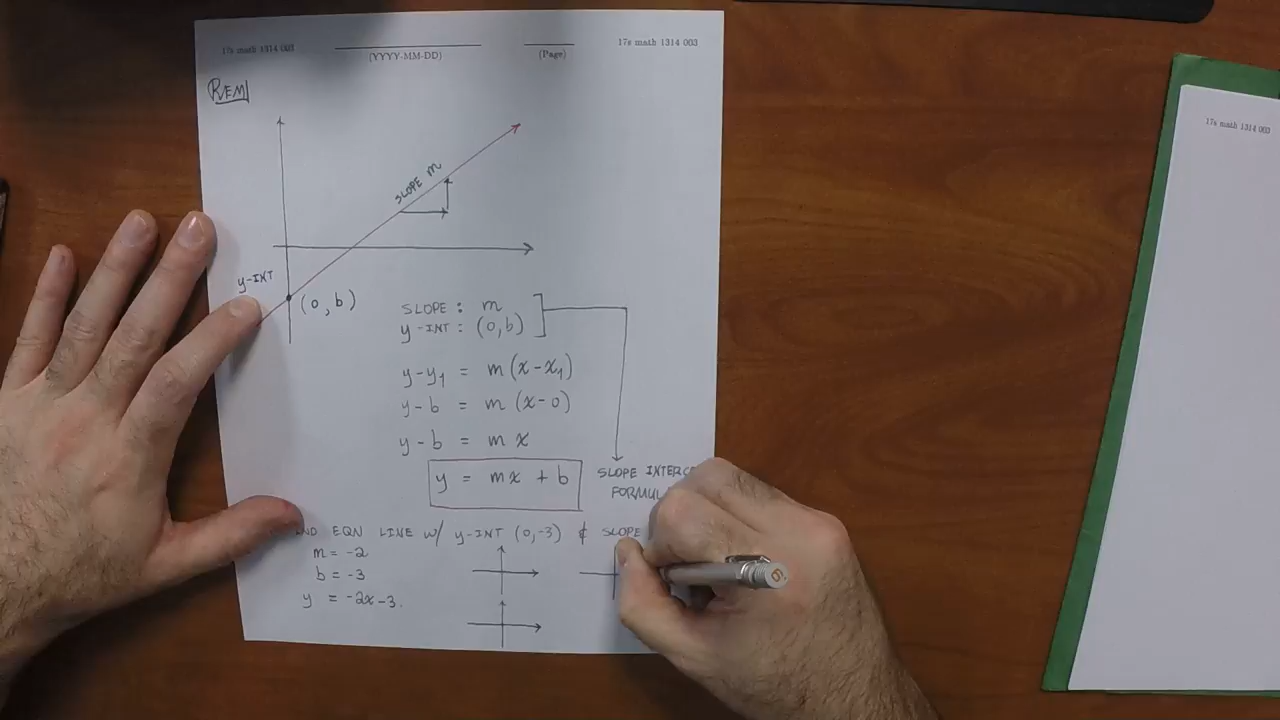 17s math 1314 003
(YYYY-MM-DD)
(Page)
17s math 1314 003
REM
SLOPE m
y-INT
(0, b)
SLOPE : m
y-INT : (0, b)
y-y₁ = m(x-x₁)
y-b = m(x-0)
y-b = mx
y = mx + b
SLOPE
FORMUL
EQN LINE W/ y-INT (0,-3) & SLOPE
m = -2
b = -3
y = -2x-3.
17s math 1314 003